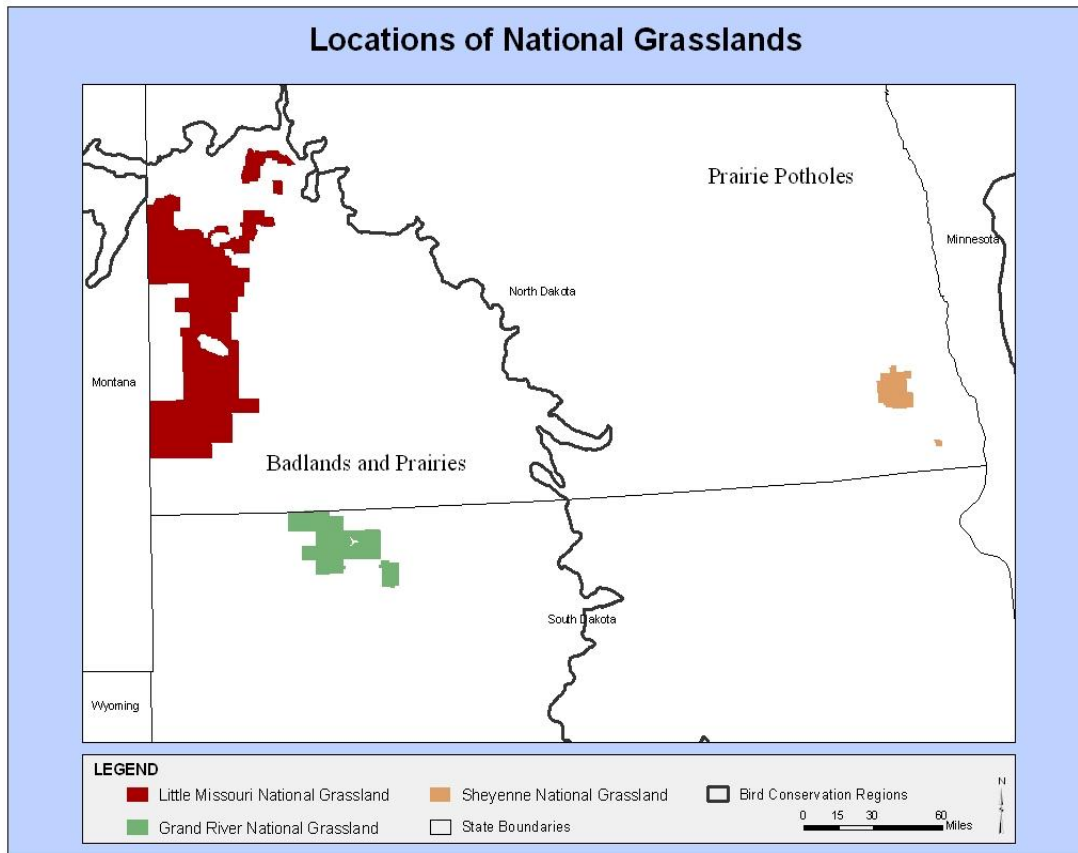 Locations of National Grasslands
Prairie Potholes
Minnesota
North Dakota
Montana
Badlands and Prairies
South Dakota
Wyoming
LEGEND
Little Missouri National Grassland
Sheyenne National Grassland
Bird Conservation Regions
Grand River National Grassland
State Boundaries
N
0 15 30 60
Miles